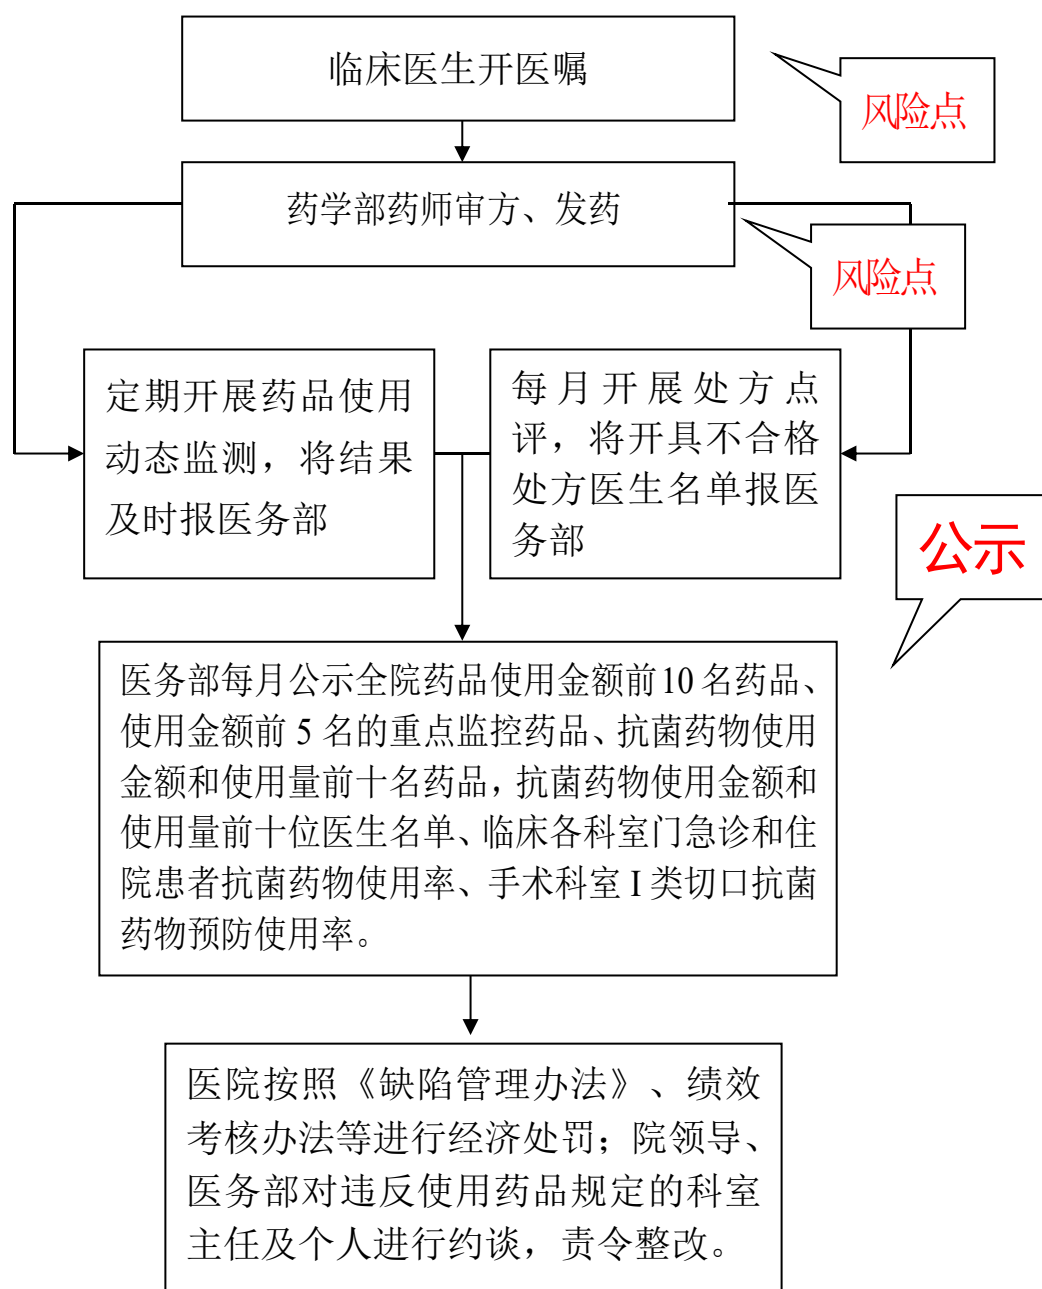 临床医生开医嘱
风险点
药学部药师审方、发药
风险点
定期开展药品使用
动态监测，将结果
及时报医务部
每月开展处方点
评，将开具不合格
处方医生名单报医
务部
公示
医务部每月公示全院药品使用金额前10名药品、
使用金额前5名的重点监控药品、抗菌药物使用
金额和使用量前十名药品，抗菌药物使用金额和
使用量前十位医生名单、临床各科室门急诊和住
院患者抗菌药物使用率、手术科室I类切口抗菌
药物预防使用率。
医院按照《缺陷管理办法》、绩效
考核办法等进行经济处罚；院领导、
医务部对违反使用药品规定的科室
主任及个人进行约谈，责令整改。